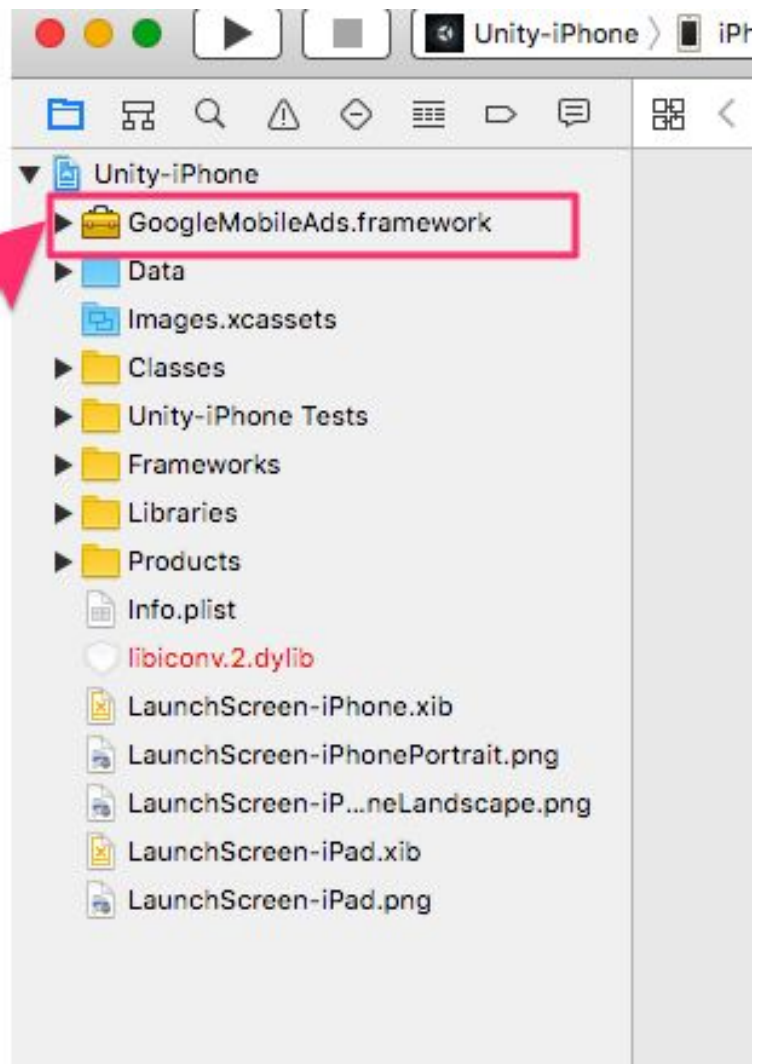 Unity-iPhone
iPh
Unity-iPhone
GoogleMobileAds.framework
Data
Images.xcassets
Classes
Unity-iPhone Tests
Frameworks
Libraries
Products
Info.plist
libiconv.2.dylib
LaunchScreen-iPhone.xib
LaunchScreen-iPhonePortrait.png
LaunchScreen-iP...neLandscape.png
LaunchScreen-iPad.xib
LaunchScreen-iPad.png